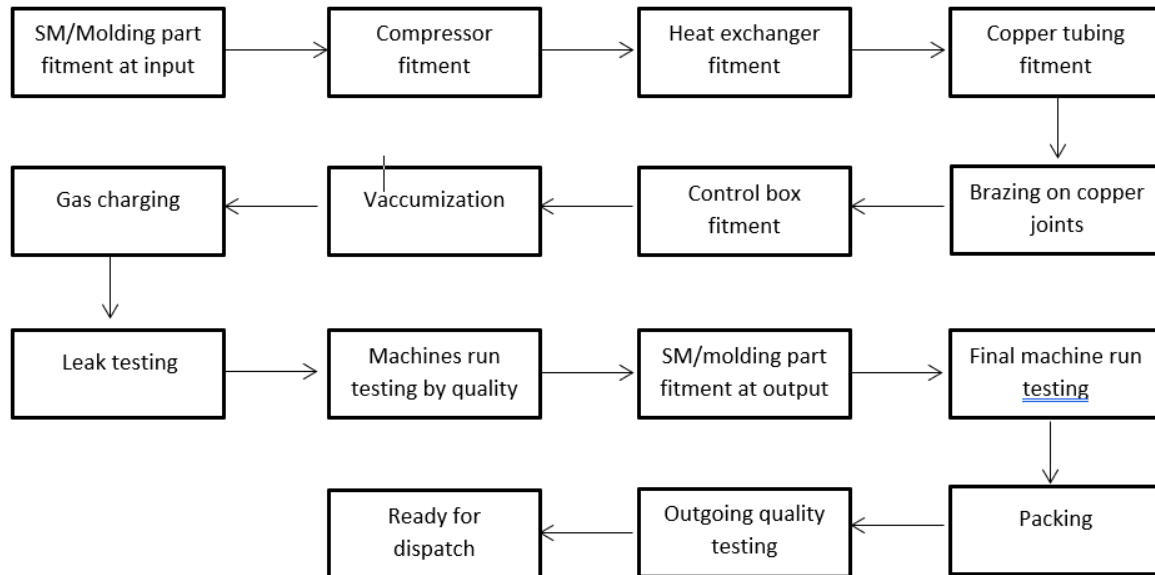 SM/Molding part
fitment at input
Compressor
fitment
Heat exchanger
fitment
Copper tubing
fitment
Brazing on copper
joints
Control box
fitment
Vaccumization
Gas charging
Leak testing
Machines run
testing by quality
SM/molding part
fitment at output
Final machine run
testing
Packing
Outgoing quality
testing
Ready for
dispatch